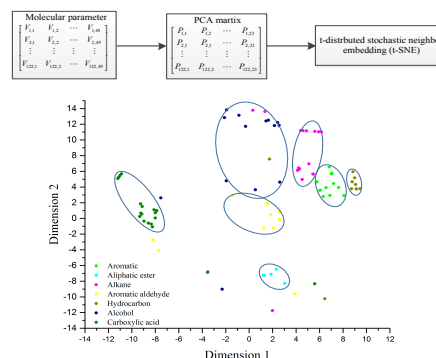 Molecular parameter
V1,1 V1,2 ⋯ V1,49
V2,1 V2,2 ⋯ V2,49
⋮ ⋮ ⋮ ⋮
V122,1 V122,2 ⋯ V122,49
PCA martix
P1,1 P1,2 ⋯ P1,23
P2,1 P2,2 ⋯ P2,23
⋮ ⋮ ⋮ ⋮
P122,1 P122,2 ⋯ P122,23
t-distributed stochastic neighbo
embedding (t-SNE)
14
12
10
8
6
4
2
0
-2
-4
-6
-8
-10
-12
-14
Dimension 2
Aromatic
Aliphatic ester
Alkane
Aromatic aldehyde
Hydrocarbon
Alcohol
Carboxylic acid
-14 -12 -10 -8 -6 -4 -2 0 2 4 6 8 10 12
Dimension 1